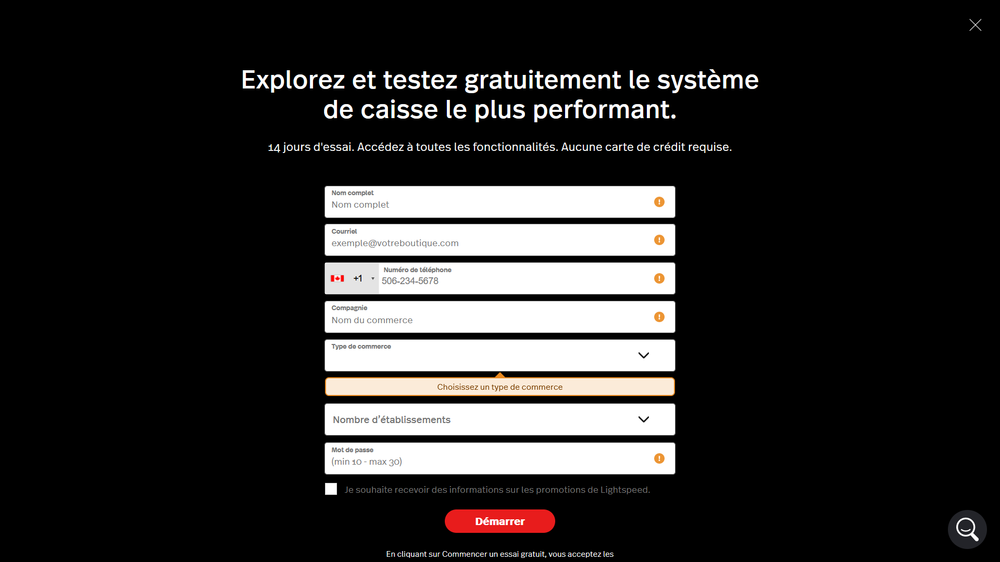 Explorez et testez gratuitement le système
de caisse le plus performant.
14 jours d'essai. Accédez à toutes les fonctionnalités. Aucune carte de crédit requise.
Nom complet
Nom complet
Courriel
exemple@votreboutique.com
+1
Numéro de téléphone
506-234-5678
Compagnie
Nom du commerce
Type de commerce
Choisissez un type de commerce
Nombre d’établissements
Mot de passe
(min 10 - max 30)
Je souhaite recevoir des informations sur les promotions de Lightspeed.
Démarrer
En cliquant sur Commencer un essai gratuit, vous acceptez les